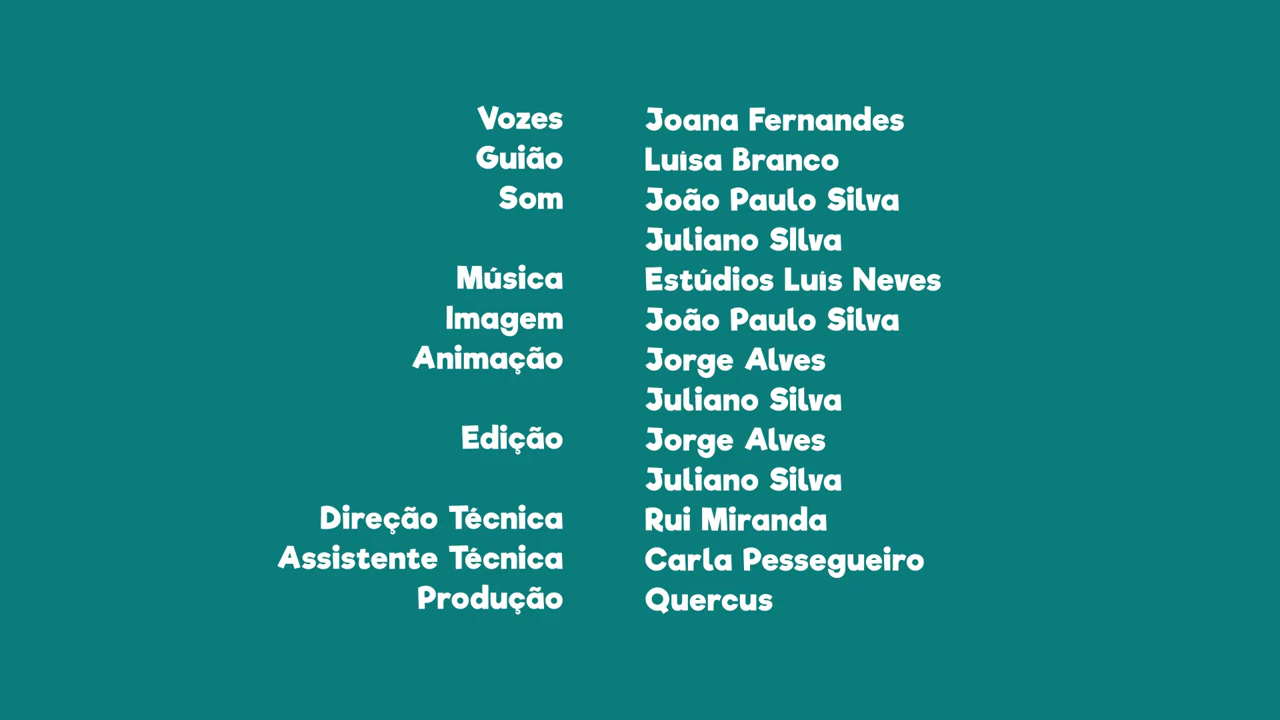 Vozes Joana Fernandes
Guião Luísa Branco
Som João Paulo Silva
Juliano SIlva
Música Estúdios Luís Neves
Imagem João Paulo Silva
Animação Jorge Alves
Juliano Silva
Edição Jorge Alves
Juliano Silva
Direção Técnica Rui Miranda
Assistente Técnica Carla Pessegueiro
Produção Quercus